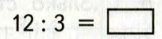 12 : 3 =